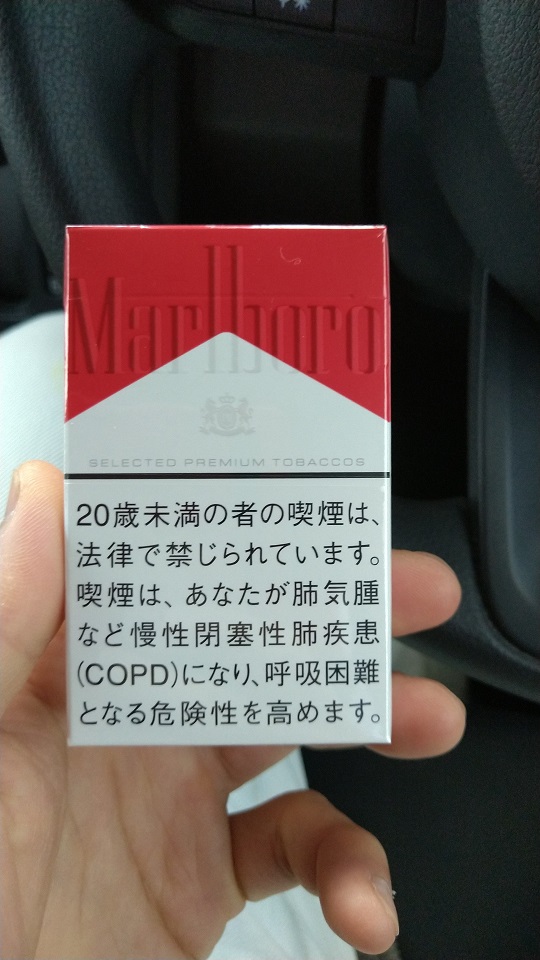 Marlboro
SELECTED PREMIUM TOBACCOS
20歳未満の者の喫煙は、
法律で禁じられています。
喫煙は、あなたが肺気腫
など慢性閉塞性肺疾患
(COPD)になり、呼吸困難
となる危険性を高めます。